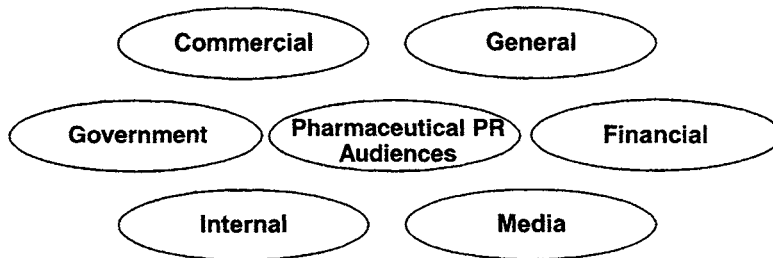 Commercial
General
Government
Pharmaceutical PR
Audiences
Financial
Internal
Media